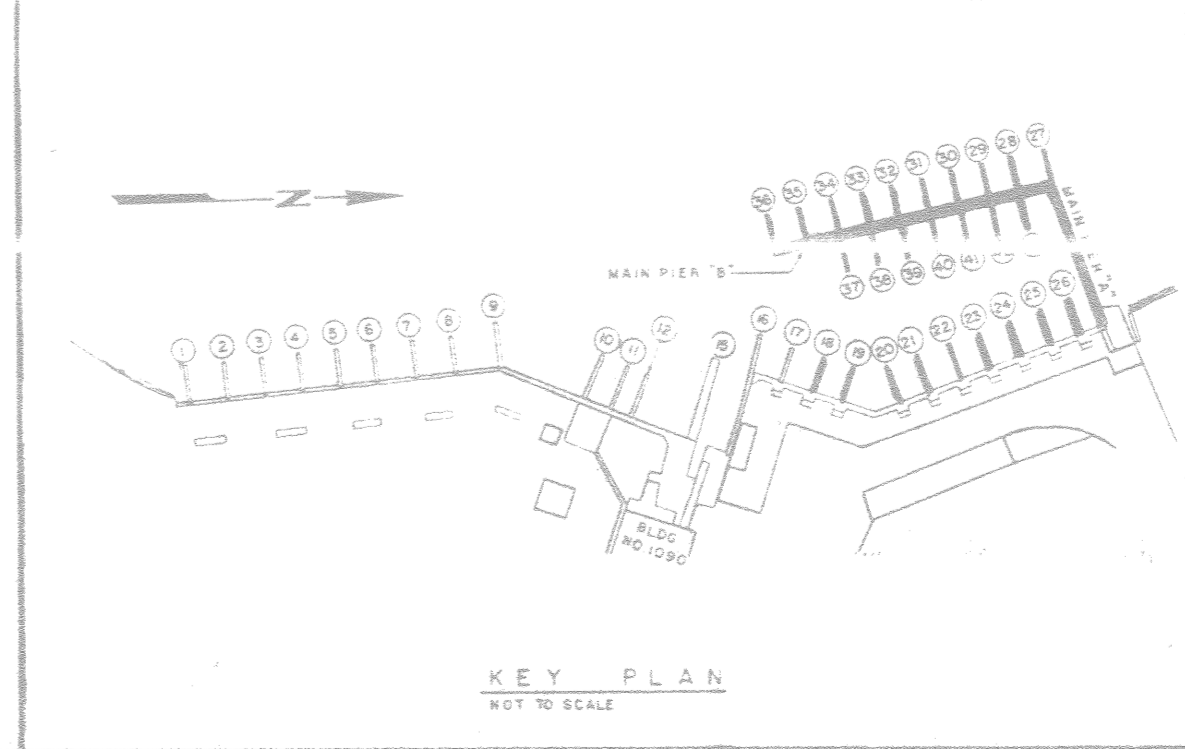 N
36 35 34 33 32 31 30 29 28 27
MAIN
"A"
MAIN PIER "B"
37 38 39 40 41
1 2 3 4 5 6 7 8 9
10 11 12
16 17 18 19 20 21 22 23 24 25 26
BLDG
NO. 1090
KEY PLAN
NOT TO SCALE